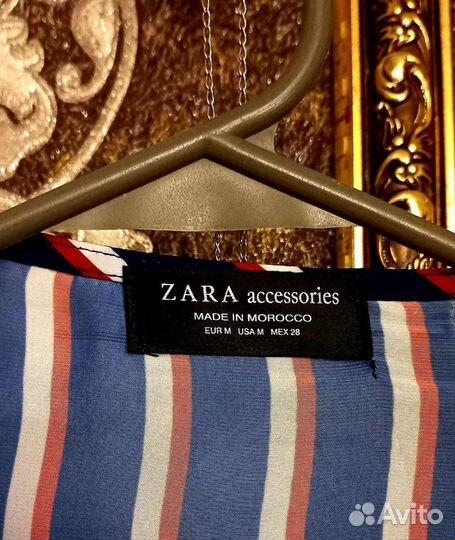 ZARA accessories
MADE IN MOROCCO
EUR M USA M MEX 28
Avito